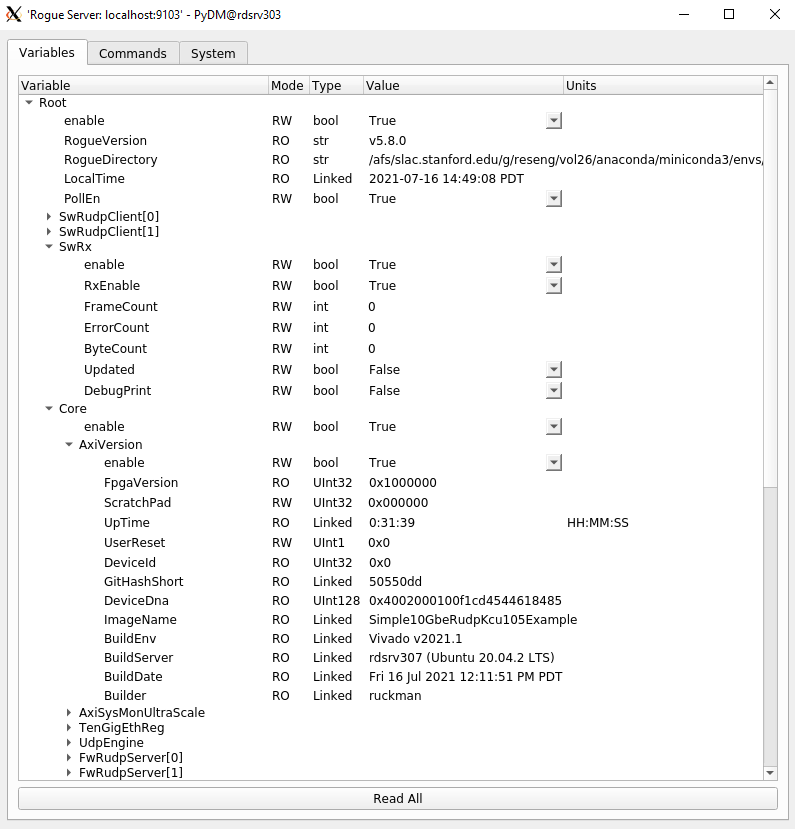 'Rogue Server: localhost:9103' - PyDM@rdsrv303
Variables Commands System
Variable Mode Type Value Units
Root
enable RW bool True
RogueVersion RO str v5.8.0
RogueDirectory RO str /afs/slac.stanford.edu/g/reseng/vol26/anaconda/miniconda3/envs/
LocalTime RO Linked 2021-07-16 14:49:08 PDT
PollEn RW bool True
SwRudpClient[0]
SwRudpClient[1]
SwRx
enable RW bool True
RxEnable RW bool True
FrameCount RW int 0
ErrorCount RW int 0
ByteCount RW int 0
Updated RW bool False
DebugPrint RW bool False
Core
enable RW bool True
AxiVersion
enable RW bool True
FpgaVersion RO UInt32 0x1000000
ScratchPad RW UInt32 0x000000
UpTime RO Linked 0:31:39 HH:MM:SS
UserReset RW UInt1 0x0
DeviceId RO UInt32 0x0
GitHashShort RO Linked 50550dd
DeviceDna RO UInt128 0x4002000100f1cd4544618485
ImageName RO Linked Simple10GbeRudpKcu105Example
BuildEnv RO Linked Vivado v2021.1
BuildServer RO Linked rdsrv307 (Ubuntu 20.04.2 LTS)
BuildDate RO Linked Fri 16 Jul 2021 12:11:51 PM PDT
Builder RO Linked ruckman
AxiSysMonUltraScale
TenGigEthReg
UdpEngine
FwRudpServer[0]
FwRudpServer[1]
Read All